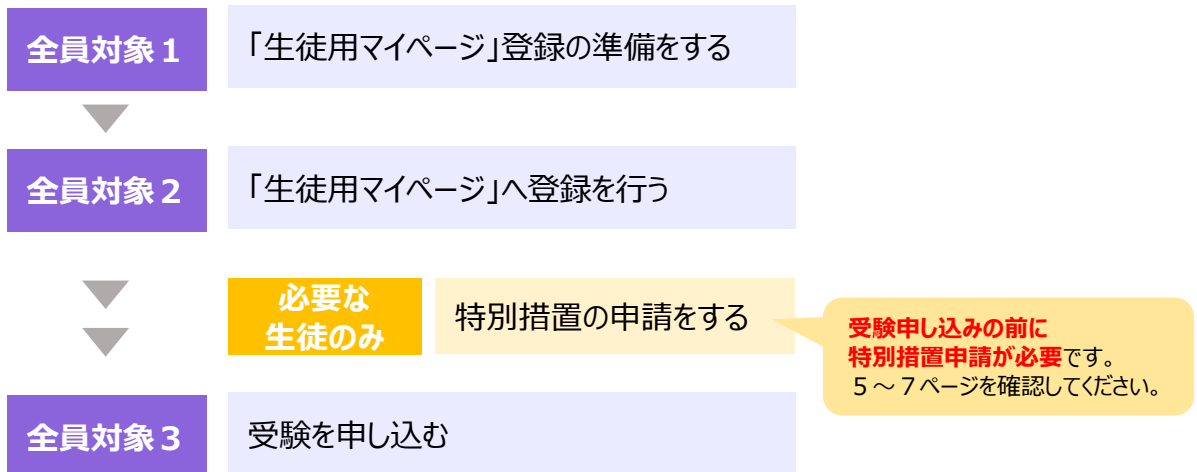 全員対象１
「生徒用マイページ」登録の準備をする
全員対象２
「生徒用マイページ」へ登録を行う
必要な
生徒のみ
特別措置の申請をする
受験申し込みの前に
特別措置申請が必要です。
５～７ページを確認してください。
全員対象３
受験を申し込む